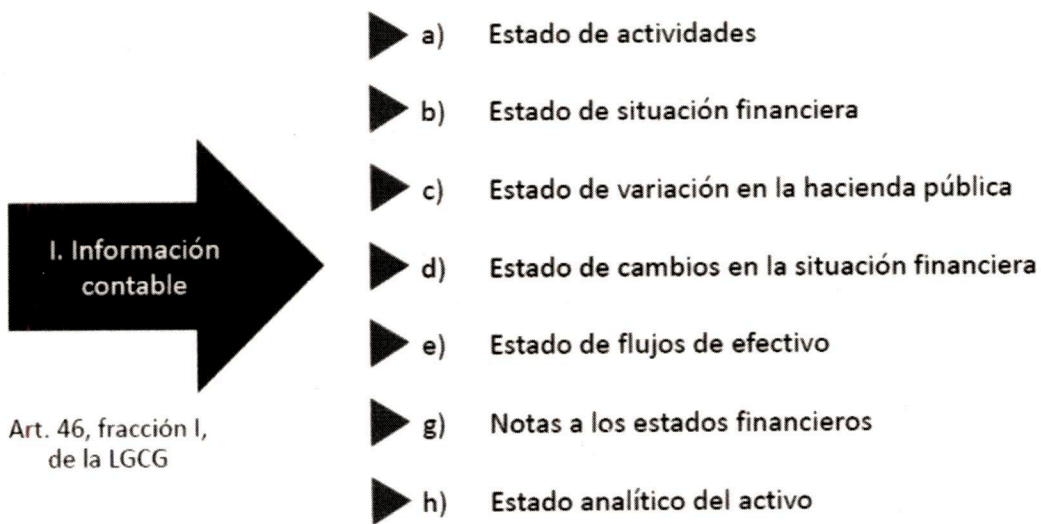 a) Estado de actividades
b) Estado de situación financiera
c) Estado de variación en la hacienda pública
I. Información
contable
d) Estado de cambios en la situación financiera
e) Estado de flujos de efectivo
Art. 46, fracción I,
de la LGCG
g) Notas a los estados financieros
h) Estado analítico del activo